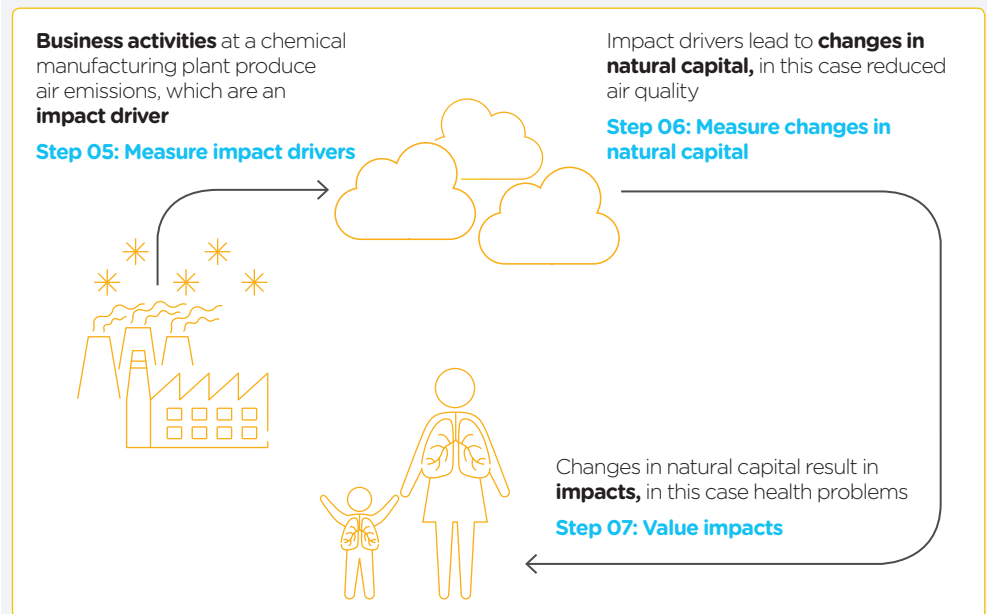 Business activities at a chemical
manufacturing plant produce
air emissions, which are an
impact driver
Step 05: Measure impact drivers
Impact drivers lead to changes in
natural capital, in this case reduced
air quality
Step 06: Measure changes in
natural capital
Changes in natural capital result in
impacts, in this case health problems
Step 07: Value impacts